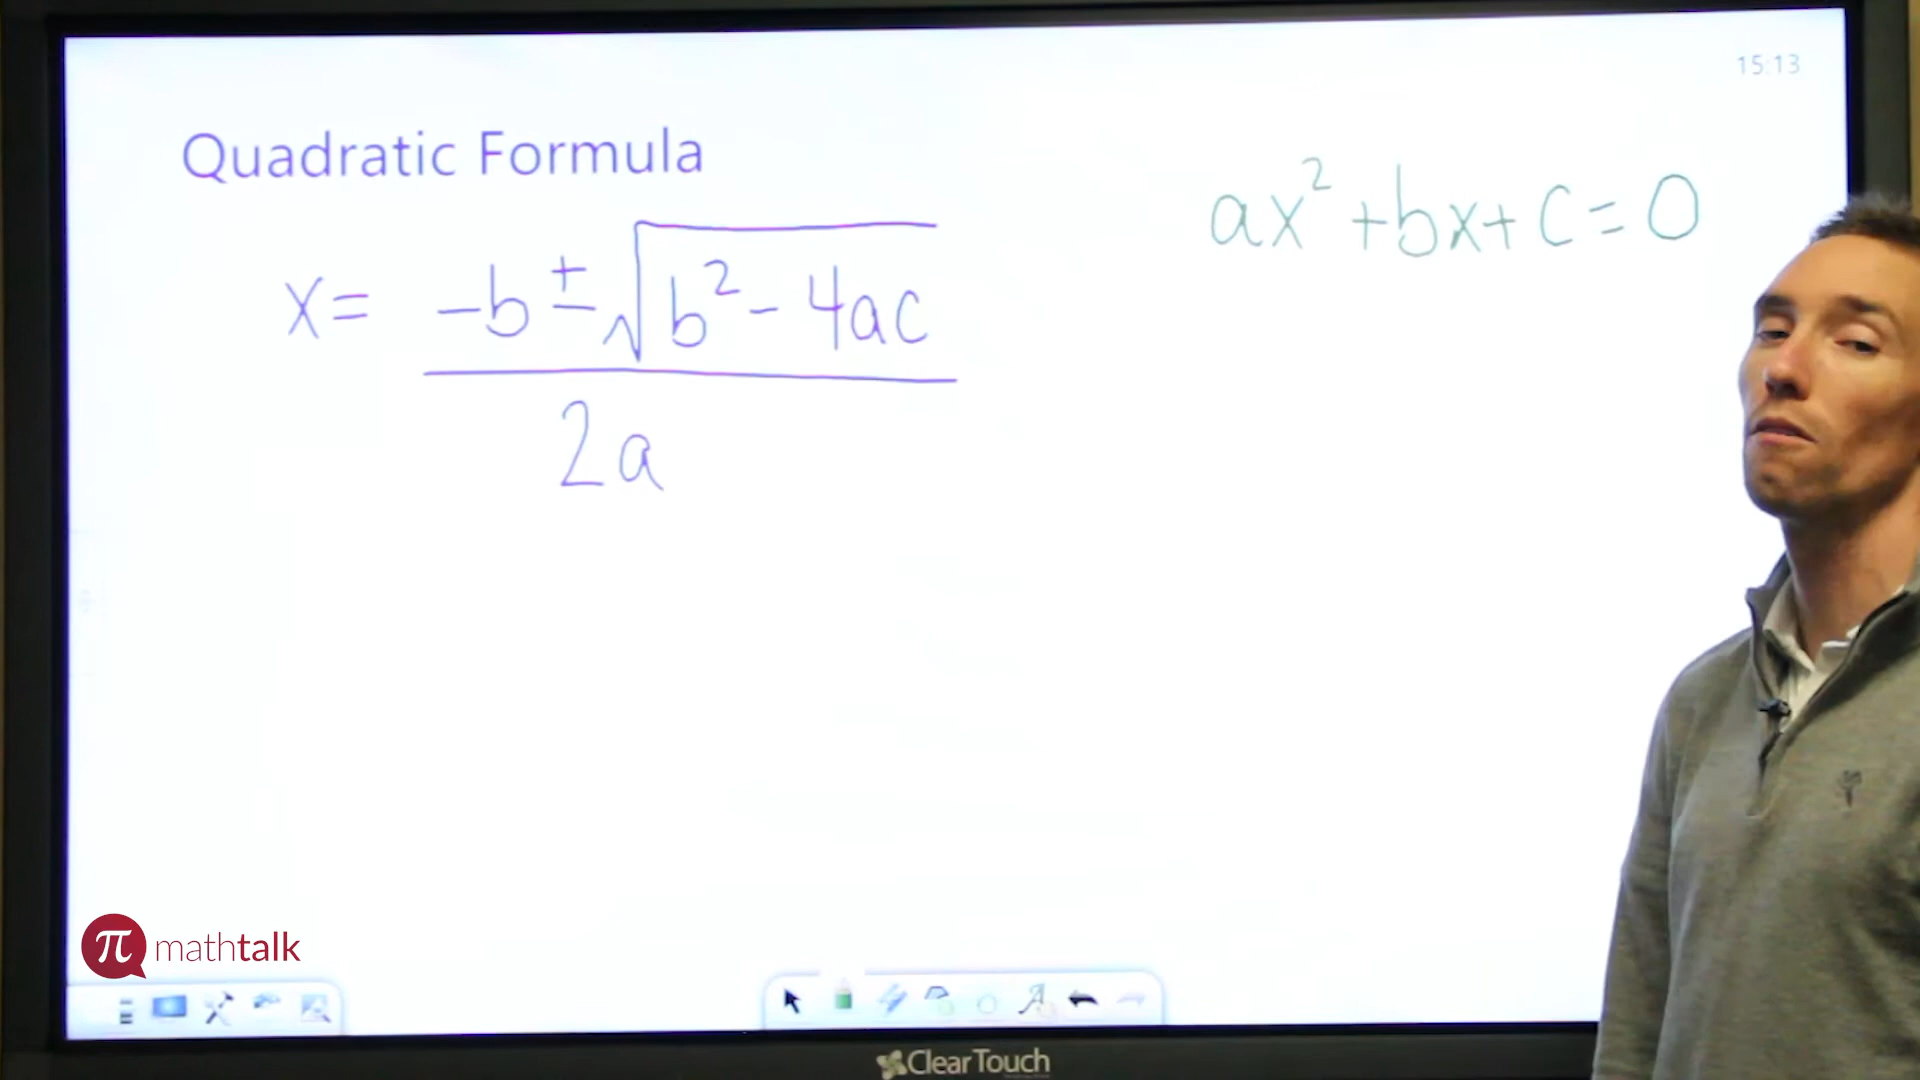 15:13
Quadratic Formula
ax² + bx + c = 0
x = -b ± √b² - 4ac
2a
π mathtalk
ClearTouch